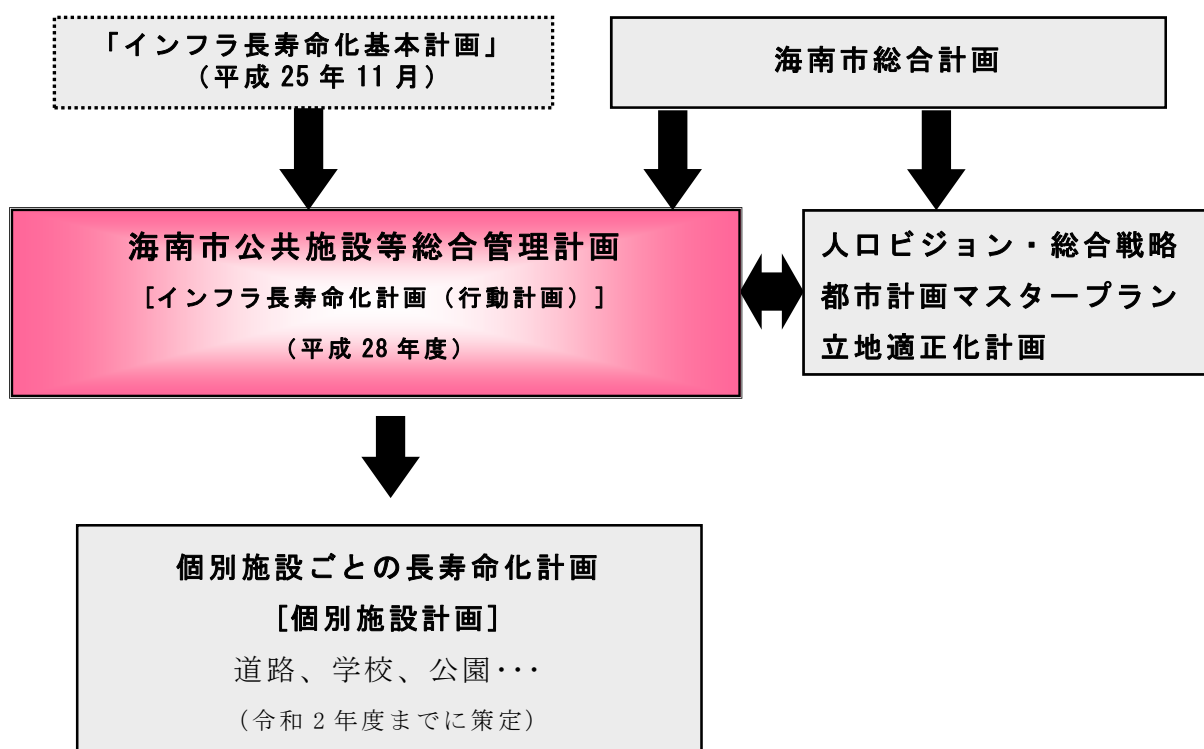 「インフラ長寿命化基本計画」
（平成 25 年 11 月）
海南市総合計画
海南市公共施設等総合管理計画
[インフラ長寿命化計画（行動計画）]
（平成 28 年度）
人口ビジョン・総合戦略
都市計画マスタープラン
立地適正化計画
個別施設ごとの長寿命化計画
[個別施設計画]
道路、学校、公園･･･
（令和 2 年度までに策定）